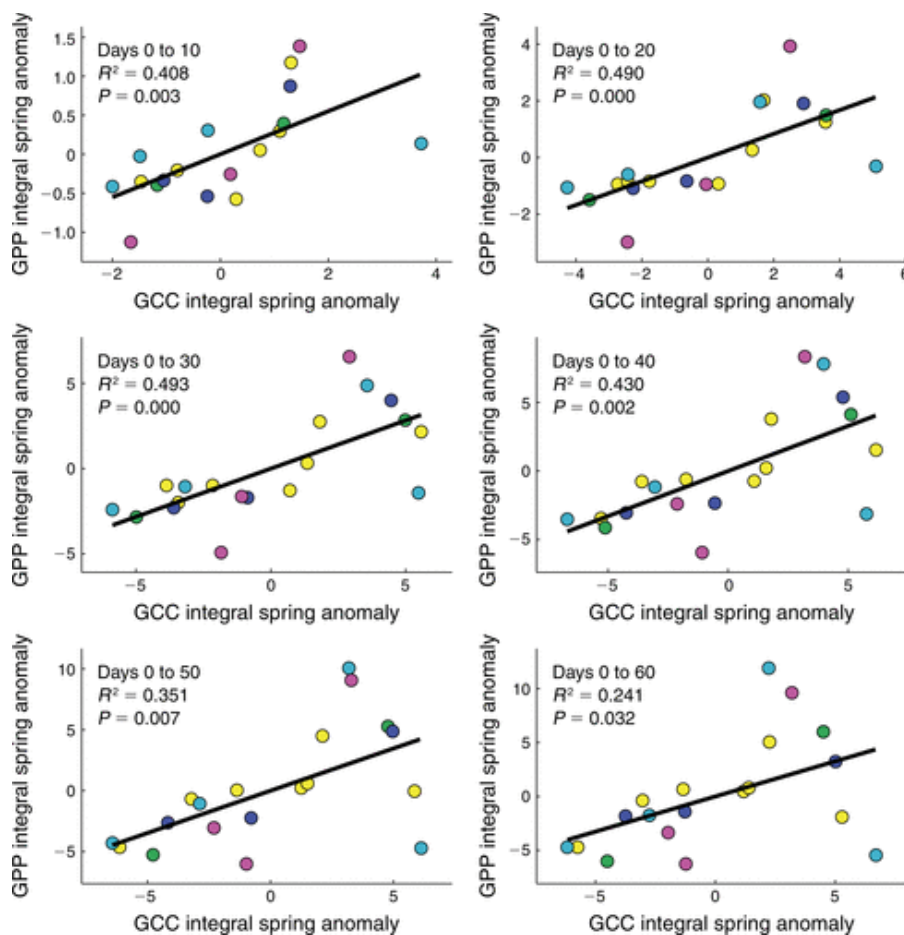 Days 0 to 10
R² = 0.408
P = 0.003
GPP integral spring anomaly
1.5
1.0
0.5
0
−0.5
−1.0
−2
0
2
4
GCC integral spring anomaly
Days 0 to 20
R² = 0.490
P = 0.000
GPP integral spring anomaly
4
2
0
−2
−4
−2
0
2
4
6
GCC integral spring anomaly
Days 0 to 30
R² = 0.493
P = 0.000
GPP integral spring anomaly
5
0
−5
−5
0
5
GCC integral spring anomaly
Days 0 to 40
R² = 0.430
P = 0.002
GPP integral spring anomaly
5
0
−5
−5
0
5
GCC integral spring anomaly
Days 0 to 50
R² = 0.351
P = 0.007
GPP integral spring anomaly
10
5
0
−5
−5
0
5
GCC integral spring anomaly
Days 0 to 60
R² = 0.241
P = 0.032
GPP integral spring anomaly
10
5
0
−5
−5
0
5
GCC integral spring anomaly